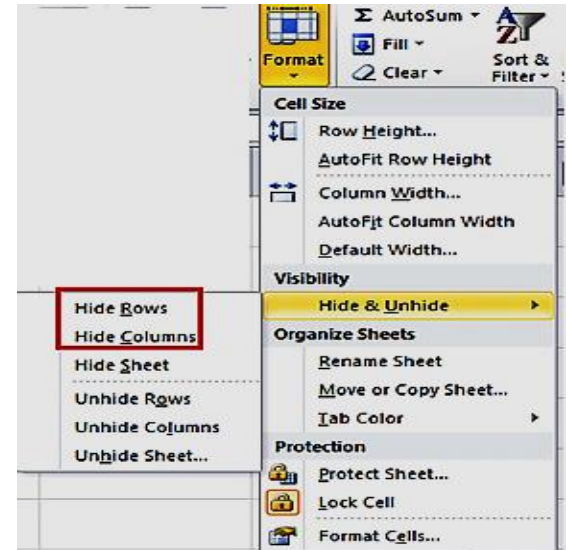 Σ AutoSum
Fill
Clear
Format
Sort &
Filter
Cell Size
Row Height...
AutoFit Row Height
Column Width...
AutoFit Column Width
Default Width...
Visibility
Hide & Unhide
Organize Sheets
Rename Sheet
Move or Copy Sheet...
Tab Color
Protection
Protect Sheet...
Lock Cell
Format Cells...
Hide Rows
Hide Columns
Hide Sheet
Unhide Rows
Unhide Columns
Unhide Sheet...